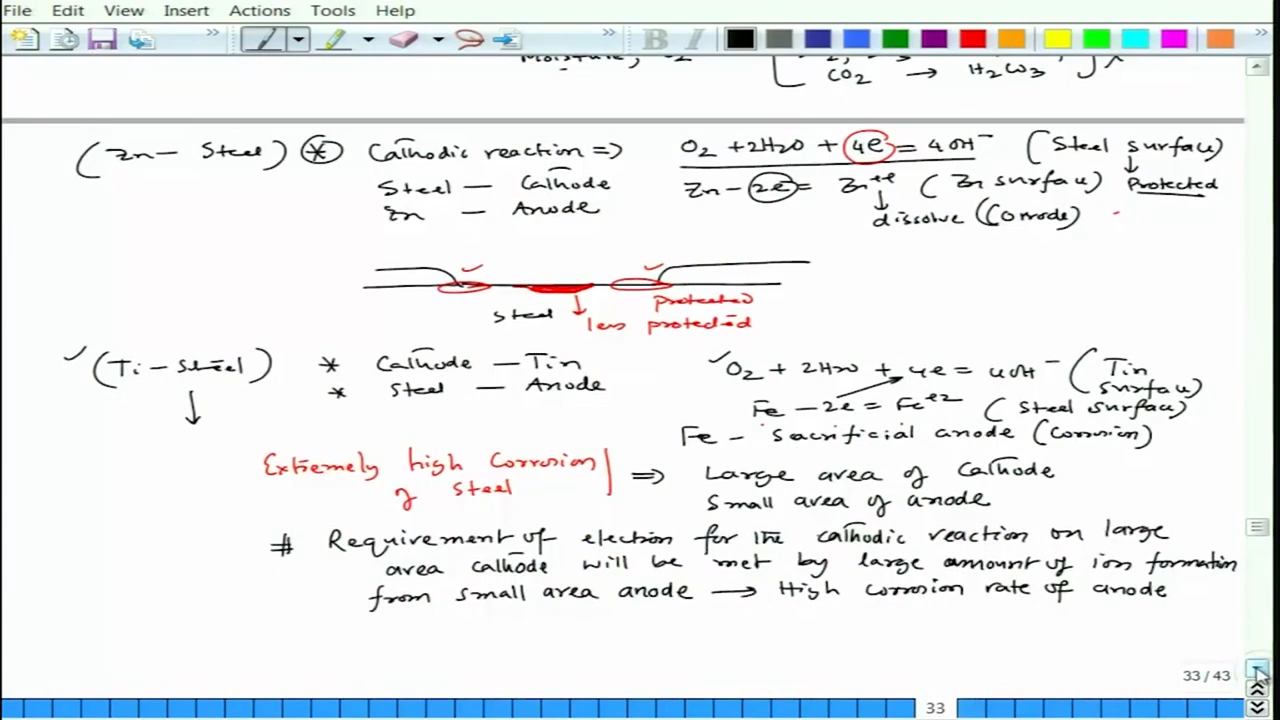 File Edit View Insert Actions Tools Help
B I
CO2 → H2CO3
(Zn - Steel) * Cathodic reaction => O2 + 2H2O + 4e = 4OH- (Steel surface)
Steel - Cathode Zn - 2e = Zn++ (Zn surface) Protected
Zn - Anode dissolve (Corrode)
Steel protected
less protected
✓ (Ti - Steel) * Cathode - Tin ✓ O2 + 2H2O + 4e = 4OH- (Tin surface)
* Steel - Anode Fe - 2e = Fe+2 (Steel surface)
Fe - sacrificial anode (corrosion)
Extremely high Corrosion => Large area of cathode
of steel Small area of anode
# Requirement of election for the cathodic reaction on large
area cathode will be met by large amount of ion formation
from small area anode → High corrosion rate of anode
33 / 43
33